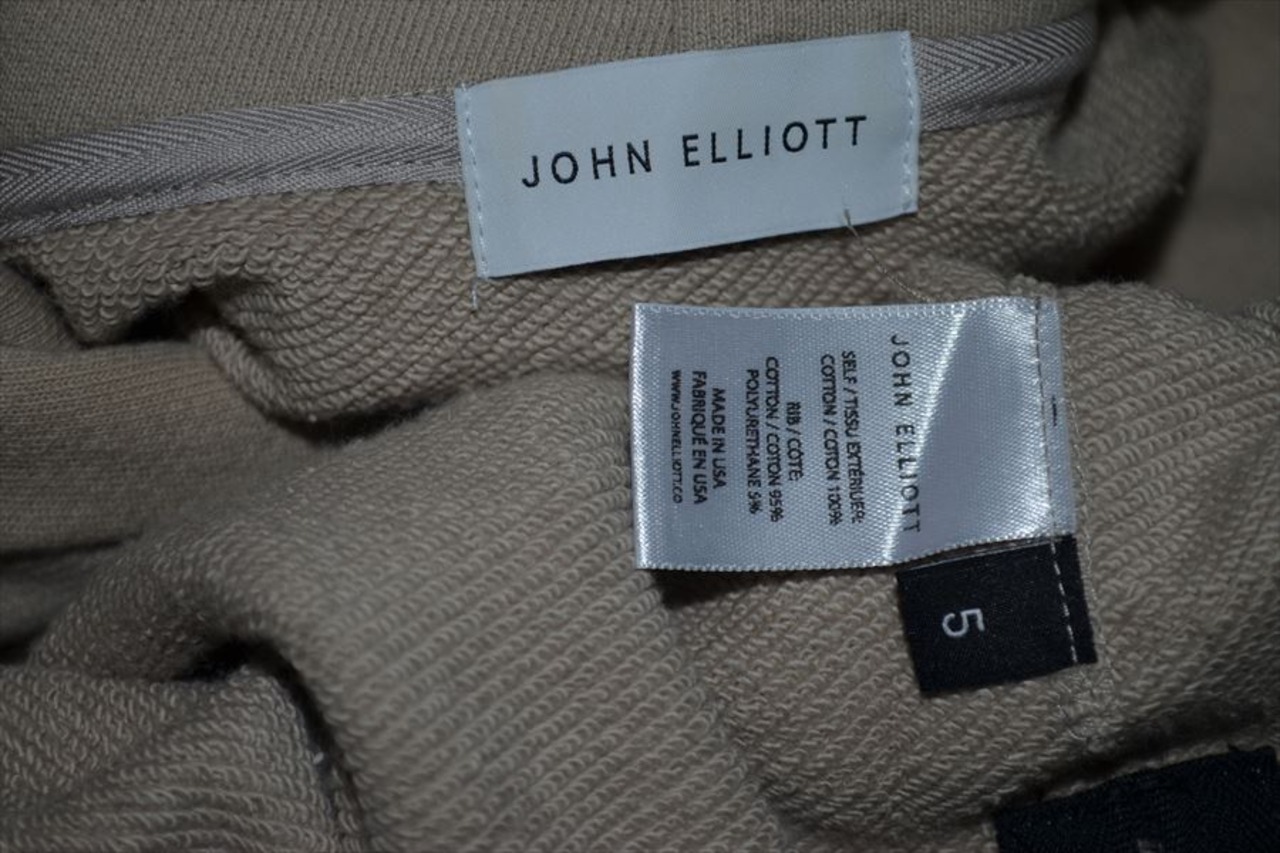 JOHN ELLIOTT
JOHN ELLIOTT
SELF / TISSU EXTÉRIUER:
COTTON / COTON 100%
RIB / CÔTE:
COTTON / COTON 95%
POLYURETHANE 5%
MADE IN USA
FABRIQUÉ EN USA
WWW.JOHNELLIOTT.CO
5